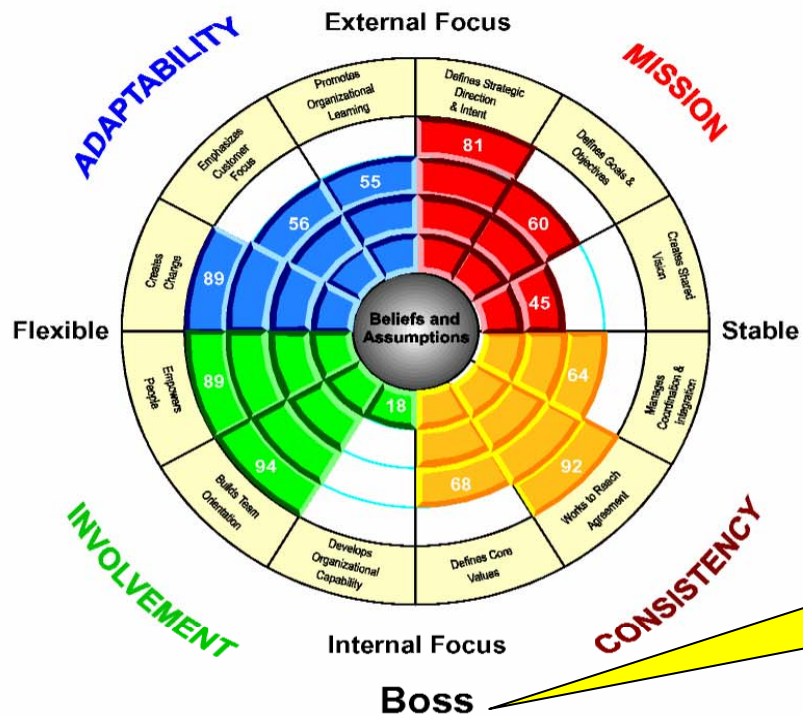 External Focus
ADAPTABILITY
MISSION
Promotes
Organizational
Learning
Defines Strategic
Direction
& Intent
Emphasizes
Customer
Focus
Defines Goals &
Objectives
Creates
Change
Creates Shared
Vision
81
55
60
56
89
45
Flexible
Beliefs and
Assumptions
Stable
Empowers
People
Manages
Coordination &
Integration
89
18
64
94
68
92
Builds Team
Orientation
Works to Reach
Agreement
Develops
Organizational
Capability
Defines Core
Values
INVOLVEMENT
CONSISTENCY
Internal Focus
Boss